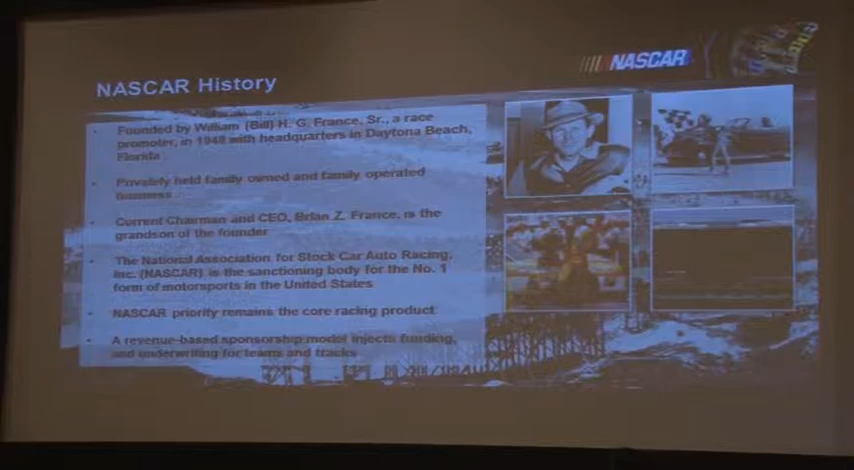 NASCAR
NASCAR History
• Founded by William (Bill) H. G. France, Sr., a race
promoter, in 1948 with headquarters in Daytona Beach,
Florida
• Privately held family owned and family operated
business
• Current Chairman and CEO, Brian Z. France, is the
grandson of the founder
• The National Association for Stock Car Auto Racing,
Inc. (NASCAR) is the sanctioning body for the No. 1
form of motorsports in the United States
• NASCAR priority remains the core racing product
• A revenue-based sponsorship model injects funding,
and underwriting for teams and tracks